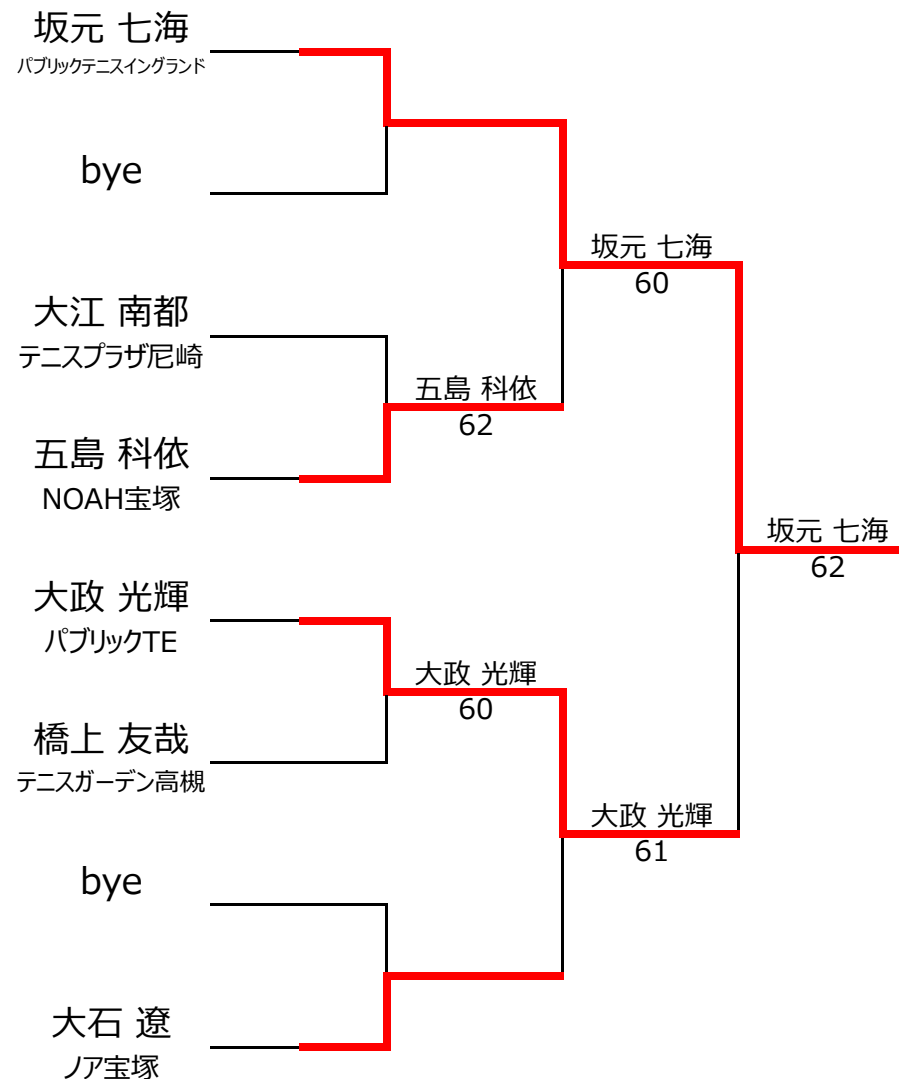 坂元 七海
パブリックテニスイングランド
bye
大江 南都
テニスプラザ尼崎
五島 科依
NOAH宝塚
大政 光輝
パブリックTE
橋上 友哉
テニスガーデン高槻
bye
大石 遼
ノア宝塚
五島 科依
62
大政 光輝
60
坂元 七海
60
大政 光輝
61
坂元 七海
62